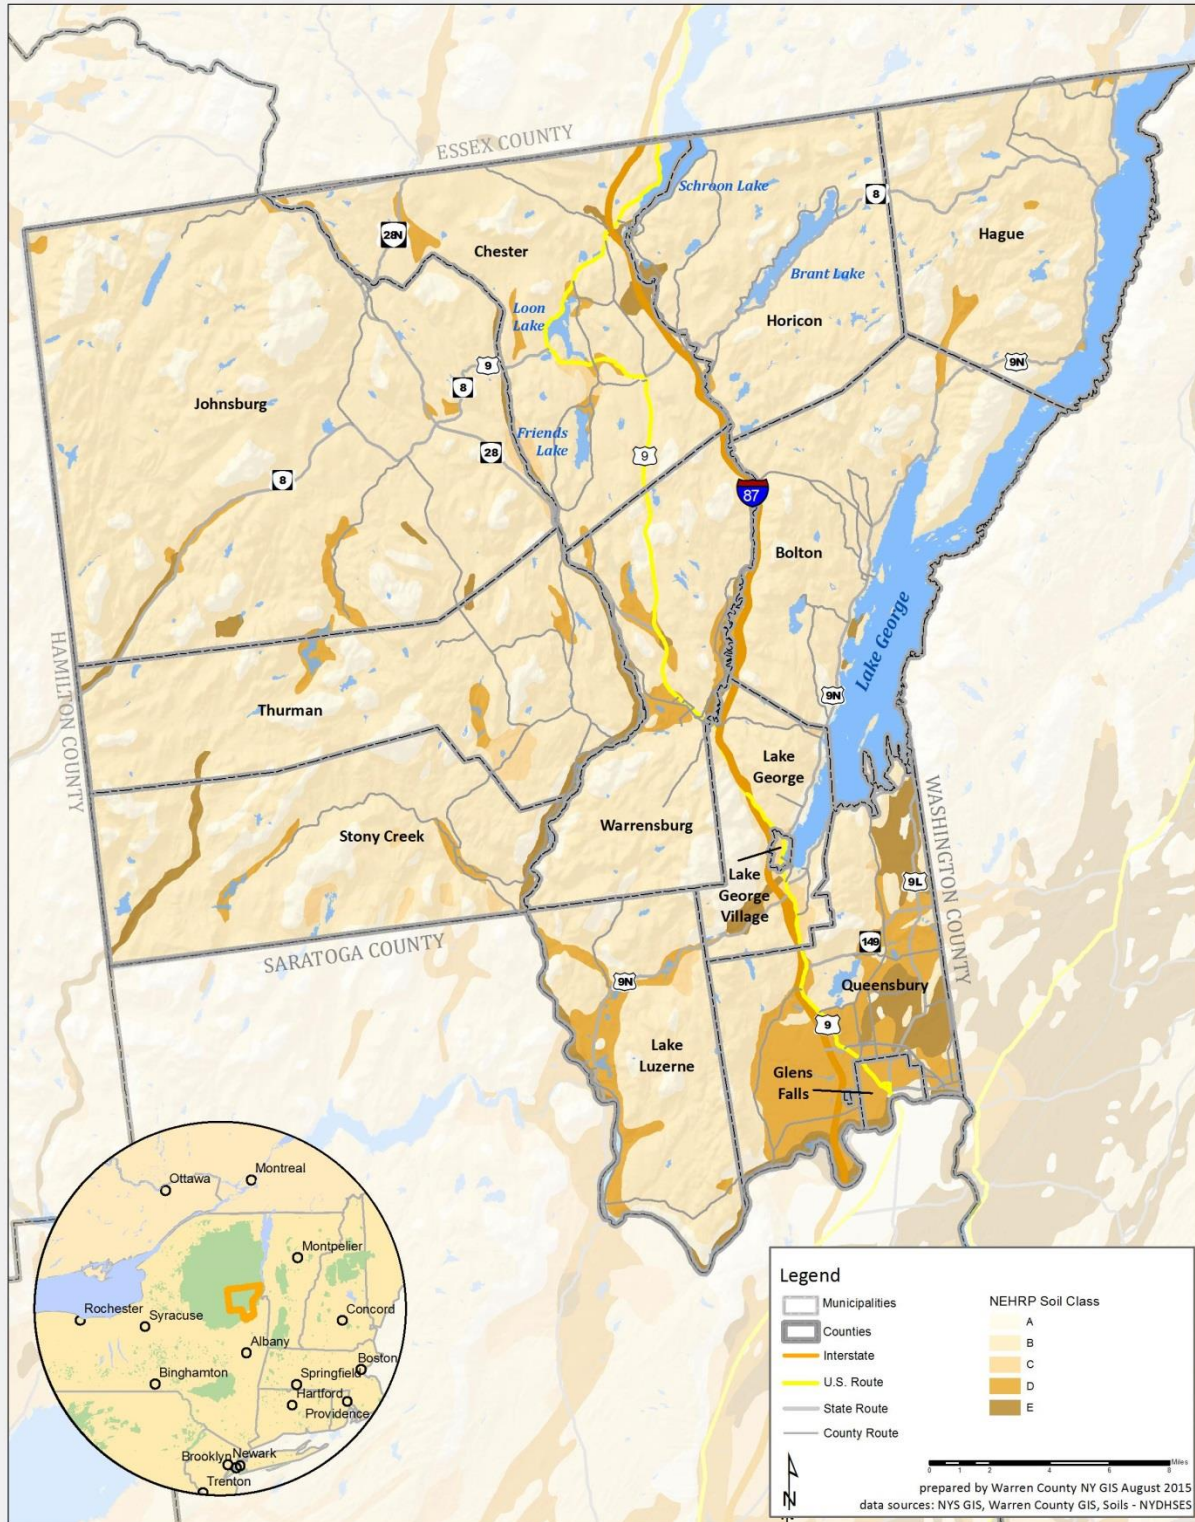 ESSEX COUNTY
Schroon Lake
8
28N
Chester
Hague
Brant Lake
Loon
Lake
Horicon
9
9N
8
Johnsburg
Friends
Lake
28
9
8
87
Bolton
Lake George
HAMILTON COUNTY
9N
Thurman
Lake
George
WASHINGTON COUNTY
Warrensburg
Stony Creek
Lake
George
Village
9L
SARATOGA COUNTY
149
9N
Queensbury
9
Lake
Luzerne
Glens
Falls
Montreal
Ottawa
Montpelier
Rochester
Syracuse
Concord
Albany
Boston
Binghamton
Springfield
Hartford
Providence
Brooklyn
Newark
Trenton
Legend
Municipalities
Counties
Interstate
U.S. Route
State Route
County Route
NEHRP Soil Class
A
B
C
D
E
N
Miles
0 1 2 4 6 8
prepared by Warren County NY GIS August 2015
data sources: NYS GIS, Warren County GIS, Soils - NYDHSES